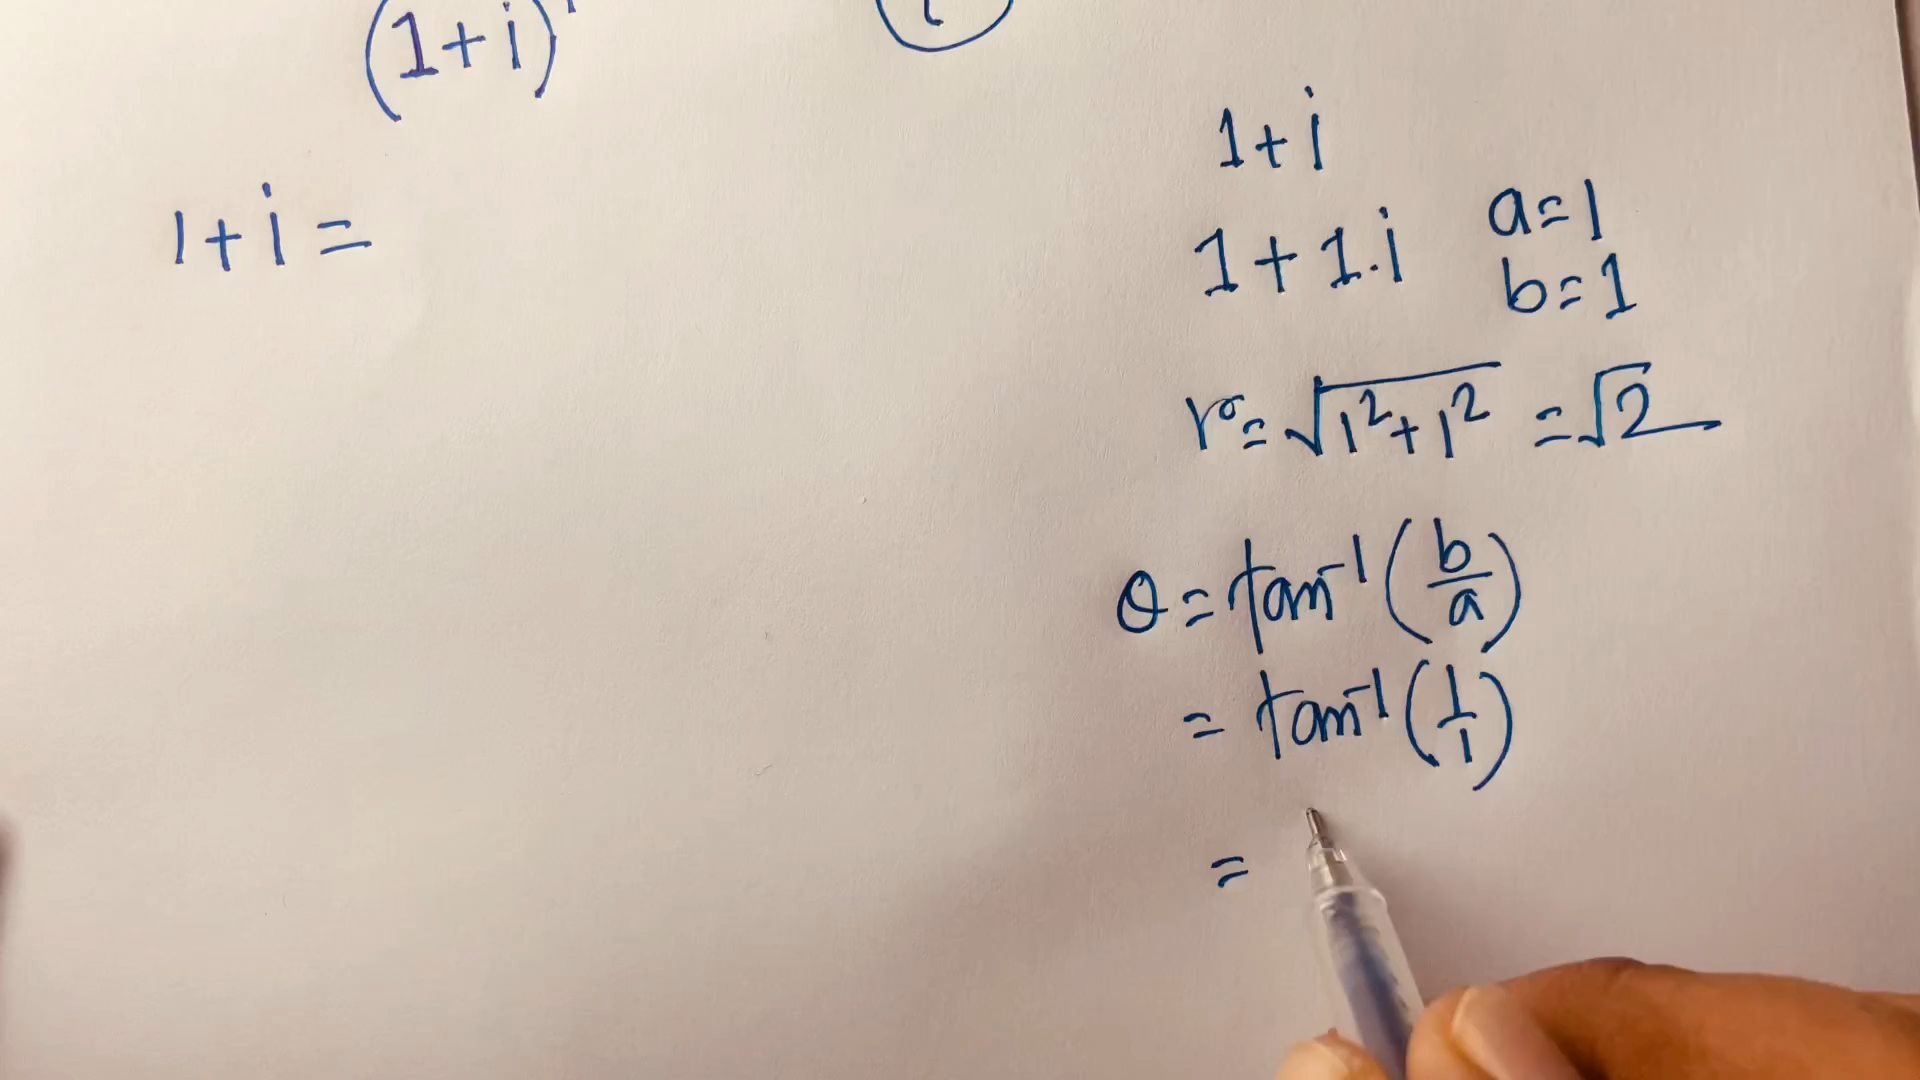 (1+i)
1+i=
1+i
1+1.i
a=1
b=1
r=√1²+1² =√2
θ=tan⁻¹(b/a)
=tan⁻¹(1/1)
=